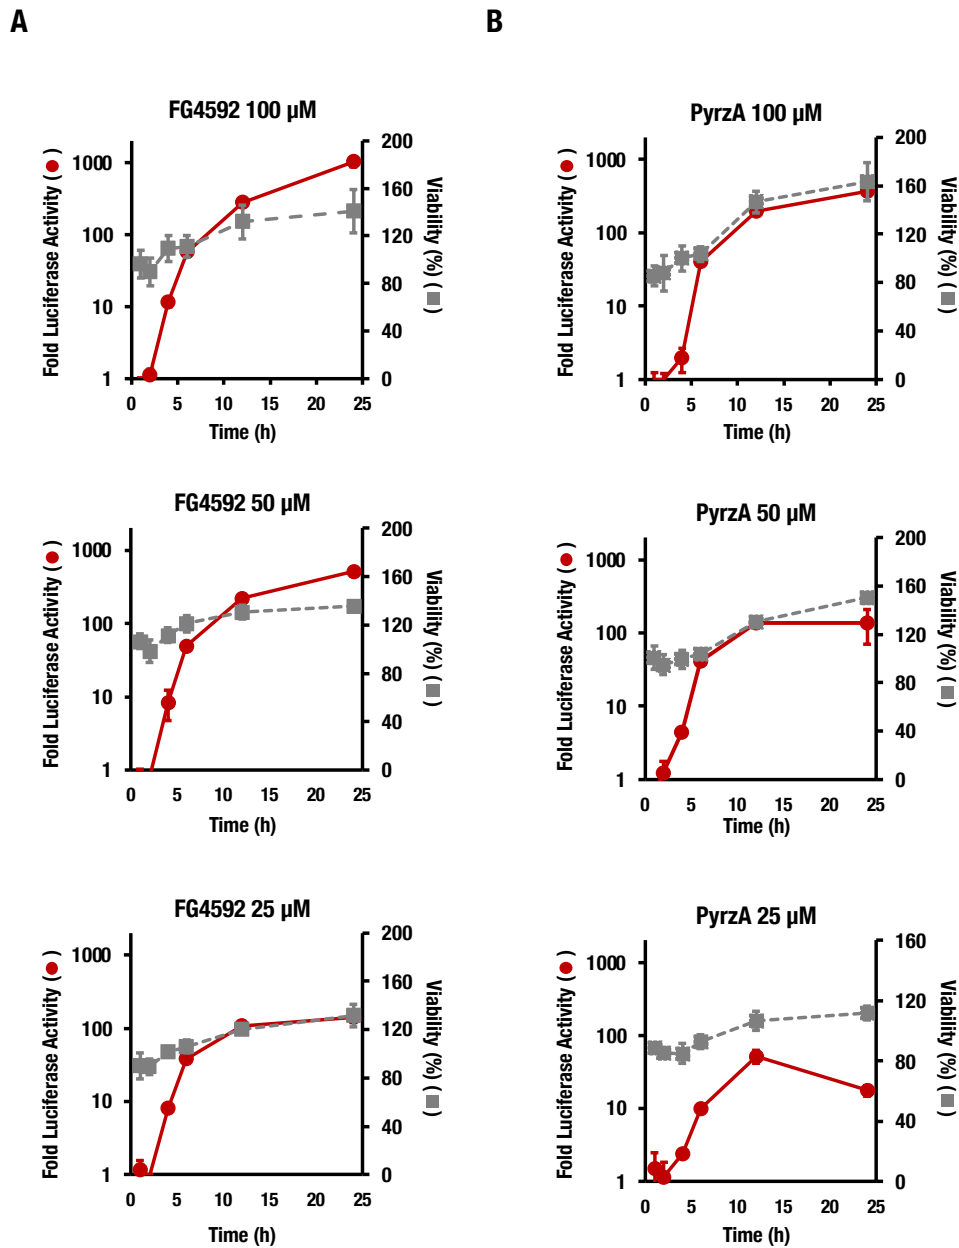 A
B
FG4592 100 µM
Fold Luciferase Activity ( )
1000
100
10
1
200
160
120
80
40
0
Viability (%) ( )
0 5 10 15 20 25
Time (h)
PyrzA 100 µM
Fold Luciferase Activity ( )
1000
100
10
1
200
160
120
80
40
0
Viability (%) ( )
0 5 10 15 20 25
Time (h)
FG4592 50 µM
Fold Luciferase Activity ( )
1000
100
10
1
200
160
120
80
40
0
Viability (%) ( )
0 5 10 15 20 25
Time (h)
PyrzA 50 µM
Fold Luciferase Activity ( )
1000
100
10
1
200
160
120
80
40
0
Viability (%) ( )
0 5 10 15 20 25
Time (h)
FG4592 25 µM
Fold Luciferase Activity ( )
1000
100
10
1
200
160
120
80
40
0
Viability (%) ( )
0 5 10 15 20 25
Time (h)
PyrzA 25 µM
Fold Luciferase Activity ( )
1000
100
10
1
160
120
80
40
0
Viability (%) ( )
0 5 10 15 20 25
Time (h)